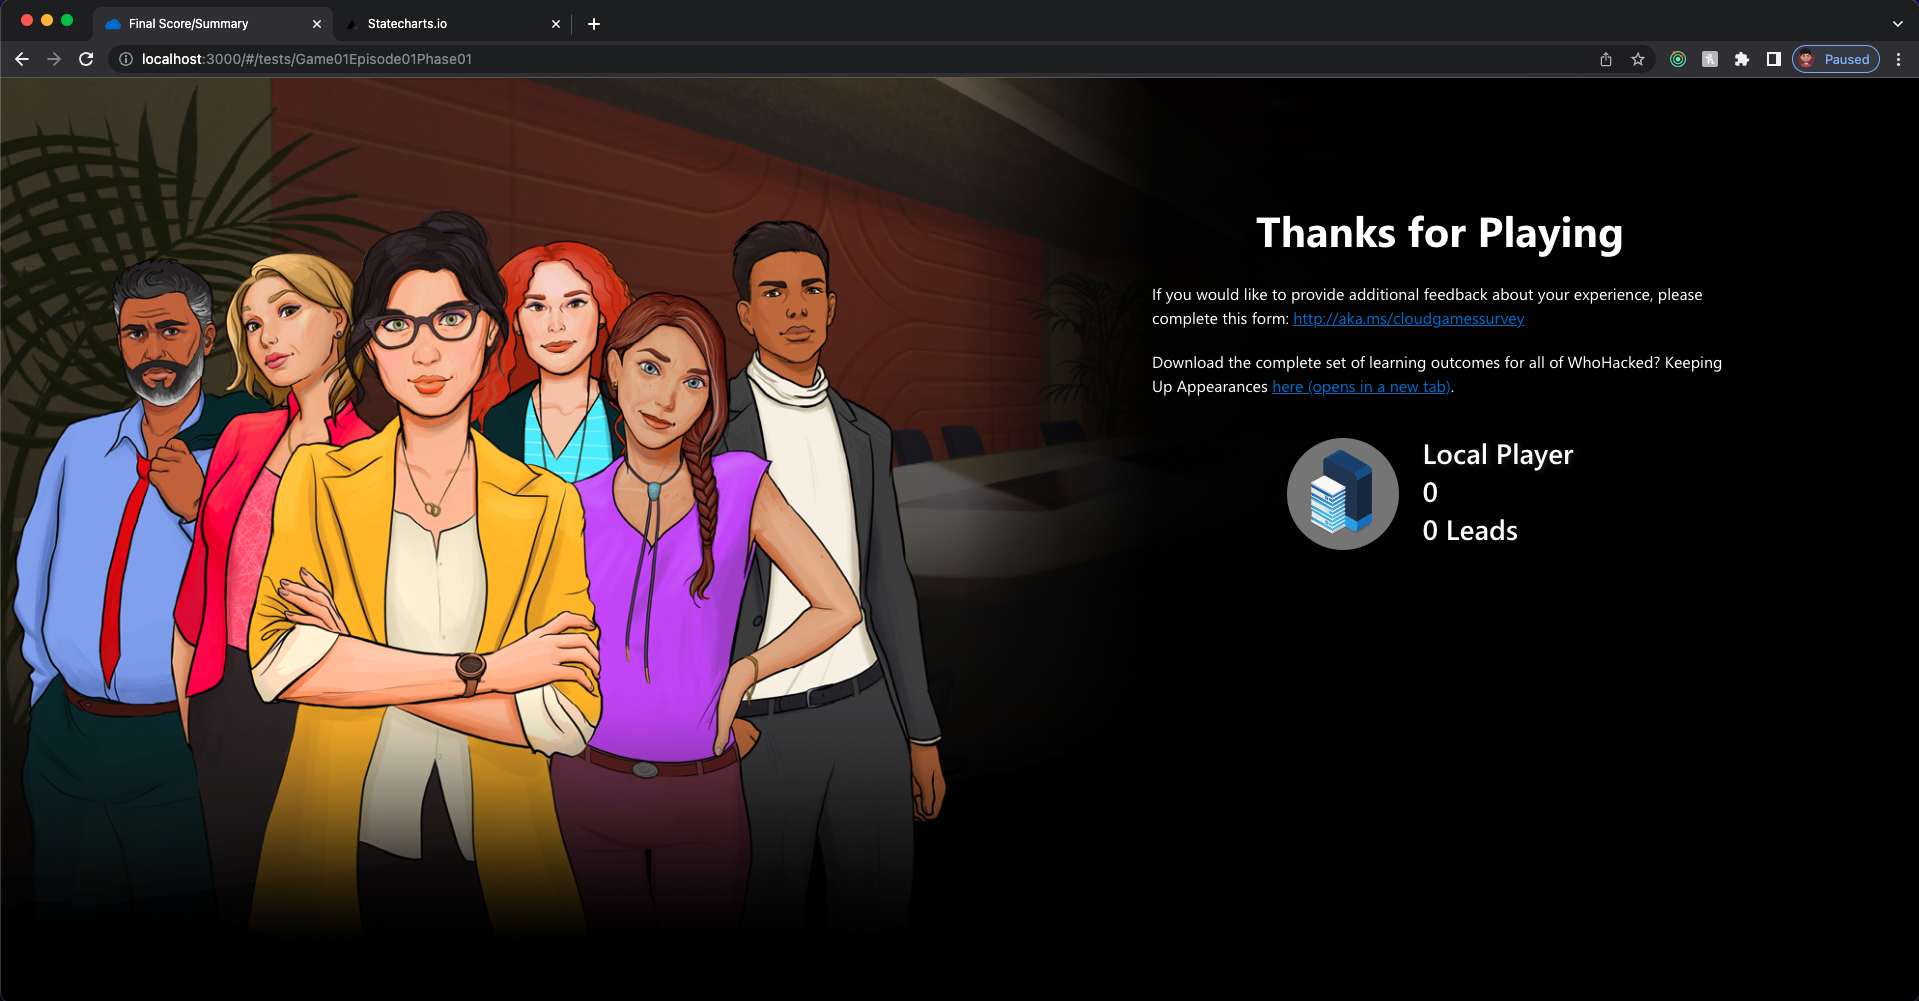 Final Score/Summary
Statecharts.io
localhost:3000/#/tests/Game01Episode01Phase01
Paused
Thanks for Playing
If you would like to provide additional feedback about your experience, please
complete this form: http://aka.ms/cloudgamessurvey
Download the complete set of learning outcomes for all of WhoHacked? Keeping
Up Appearances here (opens in a new tab).
Local Player
0
0 Leads